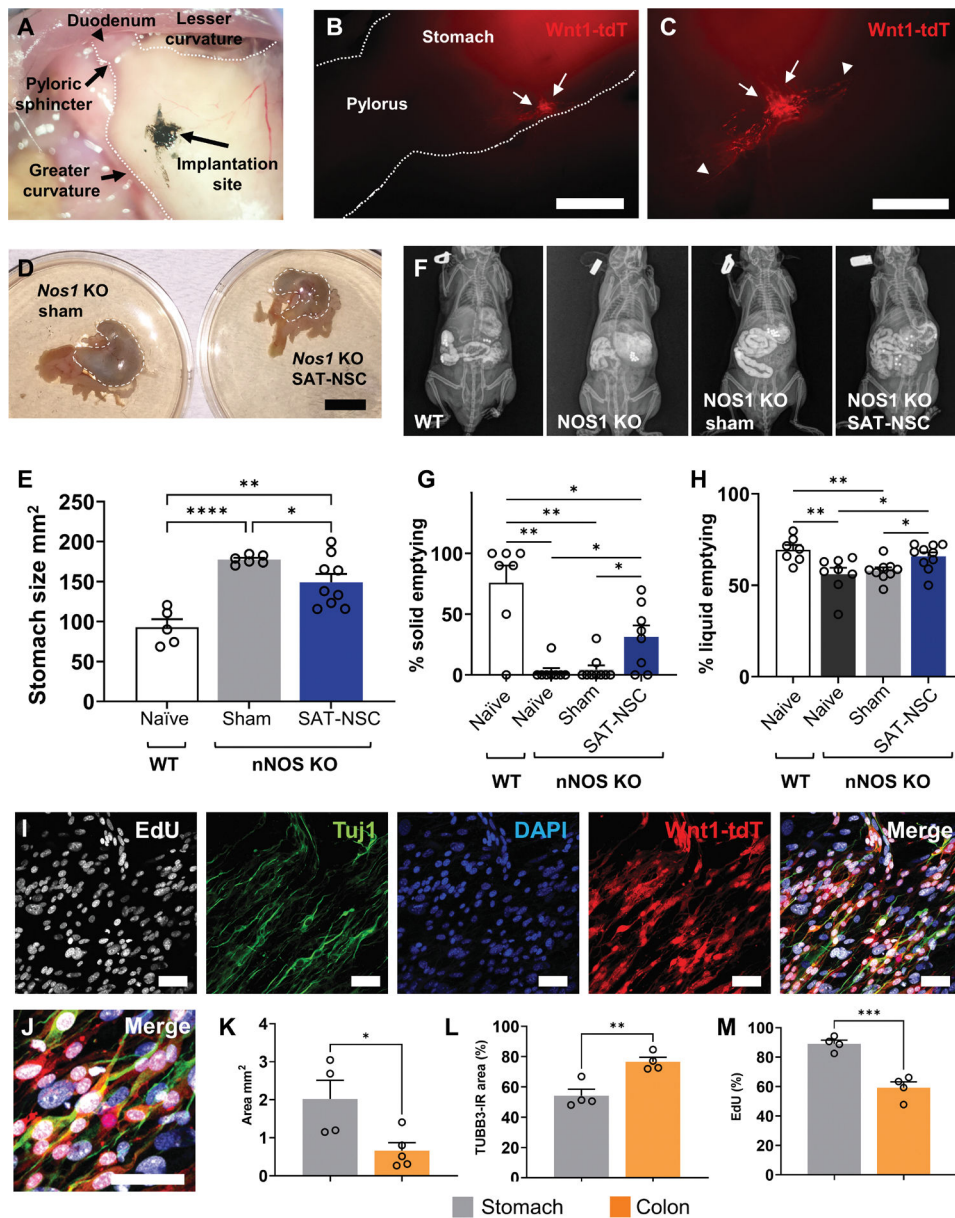 A
Duodenum
Lesser
curvature
Pyloric
sphincter
Greater
curvature
Implantation
site
B
Stomach
Wnt1-tdT
Pylorus
C
Wnt1-tdT
D
Nos1 KO
sham
Nos1 KO
SAT-NSC
F
WT
NOS1 KO
NOS1 KO
sham
NOS1 KO
SAT-NSC
E
Stomach size mm²
250
200
150
100
50
0
**
****
*
Naïve
Sham
SAT-NSC
WT
nNOS KO
G
% solid emptying
100
50
0
*
**
**
*
*
Naïve
Naïve
Sham
SAT-NSC
WT
nNOS KO
H
% liquid emptying
100
50
0
**
**
*
*
Naïve
Naive
Sham
SAT-NSC
WT
nNOS KO
I
EdU
Tuj1
DAPI
Wnt1-tdT
Merge
J
Merge
K
Area mm²
4
3
2
1
0
*
L
TUBB3-IR area (%)
100
80
60
40
20
0
**
M
EdU (%)
100
80
60
40
20
0
***
Stomach
Colon